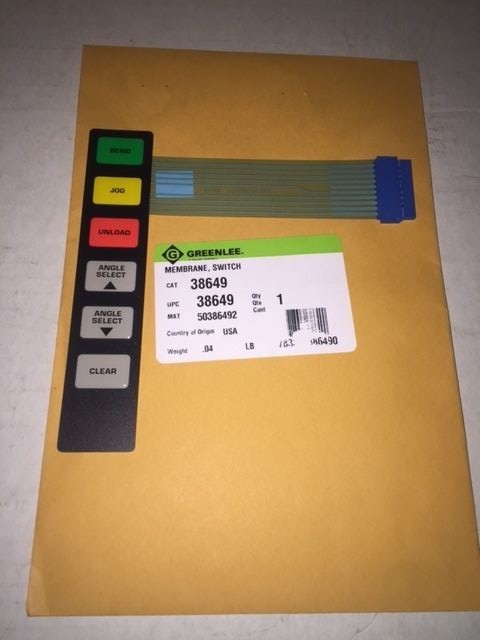 BEND
JOG
UNLOAD
ANGLE
SELECT
ANGLE
SELECT
CLEAR
GREENLEE.
MEMBRANE, SWITCH
CAT 38649
UPC 38649 Qty Qte Cant 1
MAT 50386492
Country of Origin USA
Weight .04 LB
86490